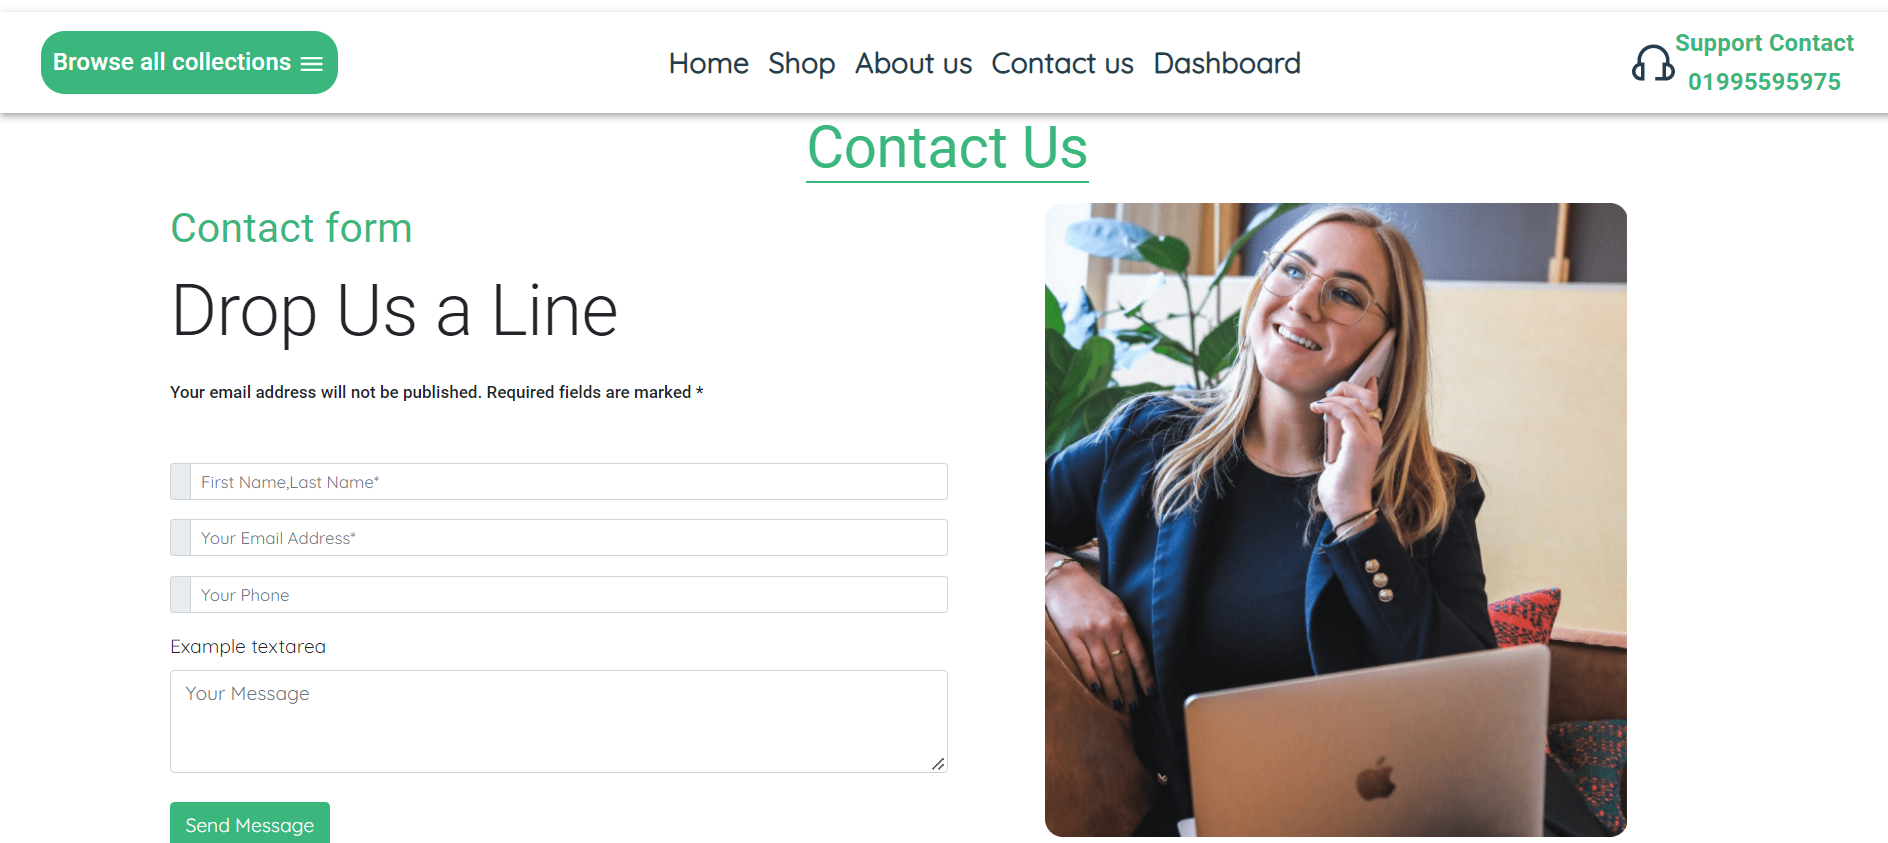 Browse all collections
Home Shop About us Contact us Dashboard
Support Contact
01995595975
Contact Us
Contact form
Drop Us a Line
Your email address will not be published. Required fields are marked *
First Name,Last Name*
Your Email Address*
Your Phone
Example textarea
Your Message
Send Message